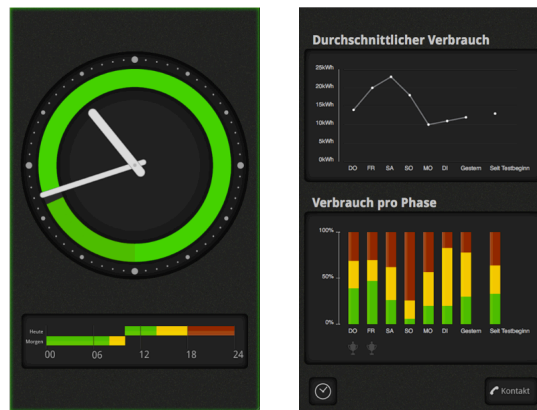 Heute
Morgen
00 06 12 18 24
Durchschnittlicher Verbrauch
25kWh
20kWh
15kWh
10kWh
5kWh
0kWh
DO FR SA SO MO DI Gestern Seit Testbeginn
Verbrauch pro Phase
100%
50%
0%
DO FR SA SO MO DI Gestern Seit Testbeginn
Kontakt